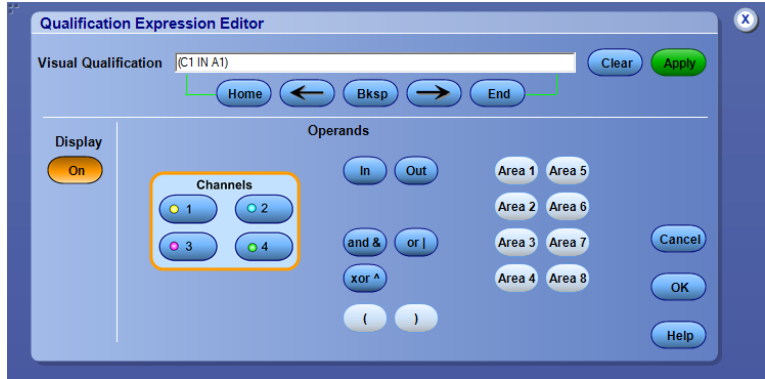 Qualification Expression Editor
X
Visual Qualification (C1 IN A1) Clear Apply
Home ← Bksp → End
Operands
Display
On
Channels
1 2
3 4
In Out
and & or |
xor ^
( )
Area 1 Area 5
Area 2 Area 6
Area 3 Area 7
Area 4 Area 8
Cancel
OK
Help